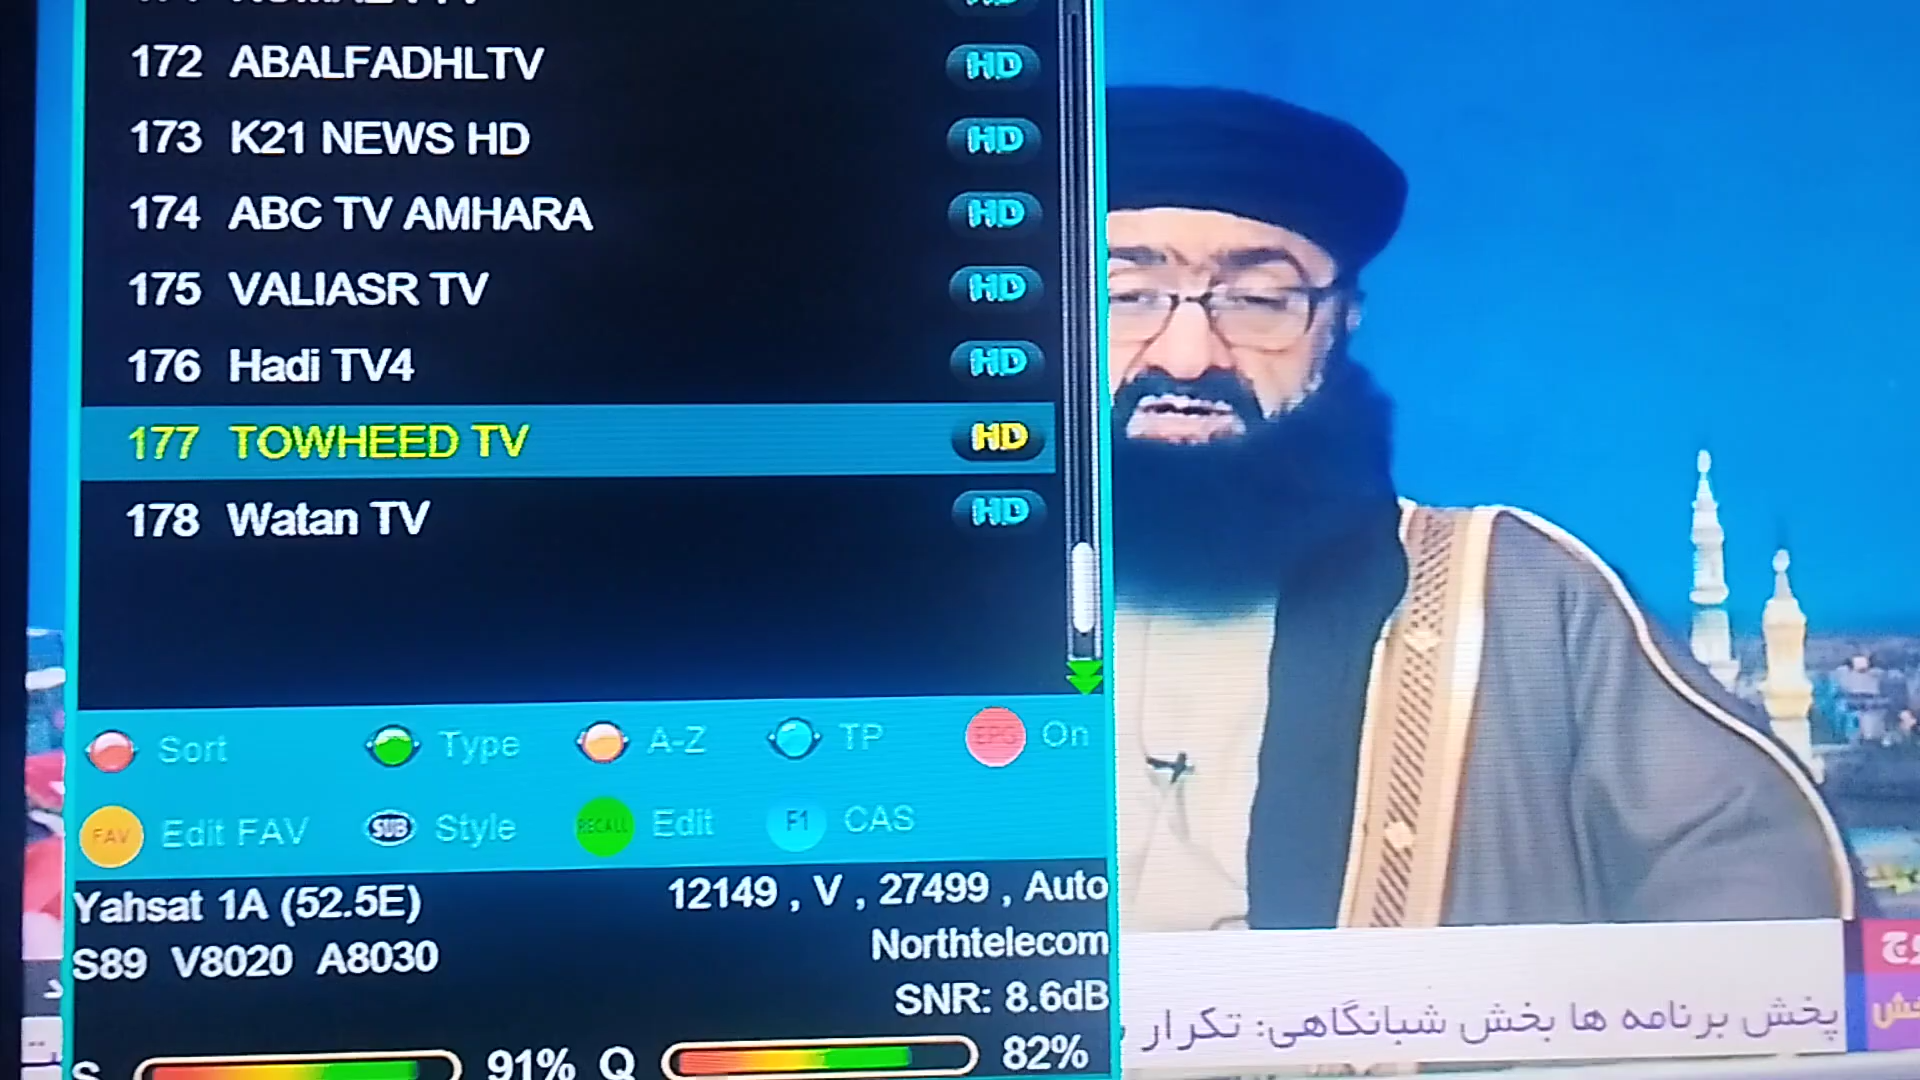 172 ABALFADHLTV HD
173 K21 NEWS HD HD
174 ABC TV AMHARA HD
175 VALIASR TV HD
176 Hadi TV4 HD
177 TOWHEED TV HD
178 Watan TV HD
Sort Type A-Z TP EPG On
FAV Edit FAV SUB Style RECALL Edit F1 CAS
Yahsat 1A (52.5E) 12149 , V , 27499 , Auto
S89 V8020 A8030 Northtelecom
SNR: 8.6dB
S 91% Q 82%
پخش برنامه ها بخش شبانگاهی: تکرار